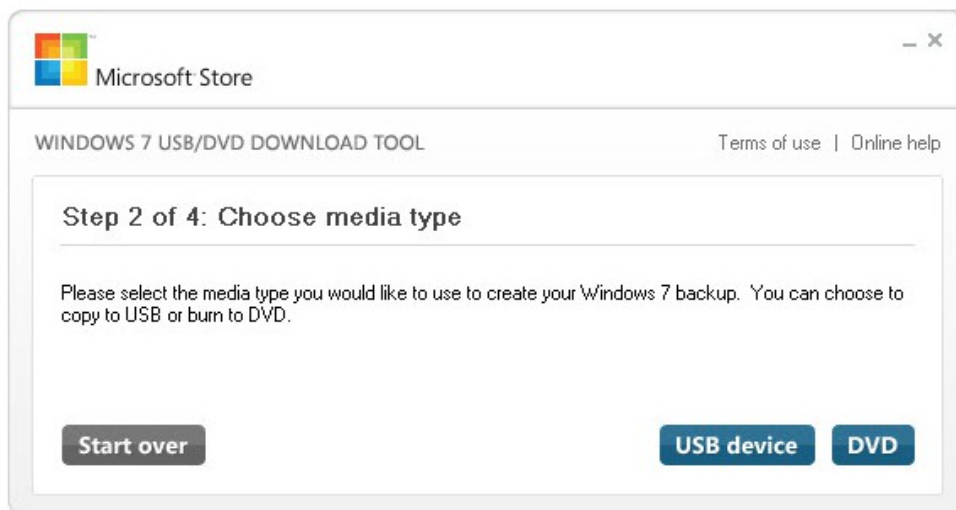 Microsoft Store
WINDOWS 7 USB/DVD DOWNLOAD TOOL
Terms of use | Online help
Step 2 of 4: Choose media type
Please select the media type you would like to use to create your Windows 7 backup.  You can choose to
copy to USB or burn to DVD.
Start over
USB device
DVD